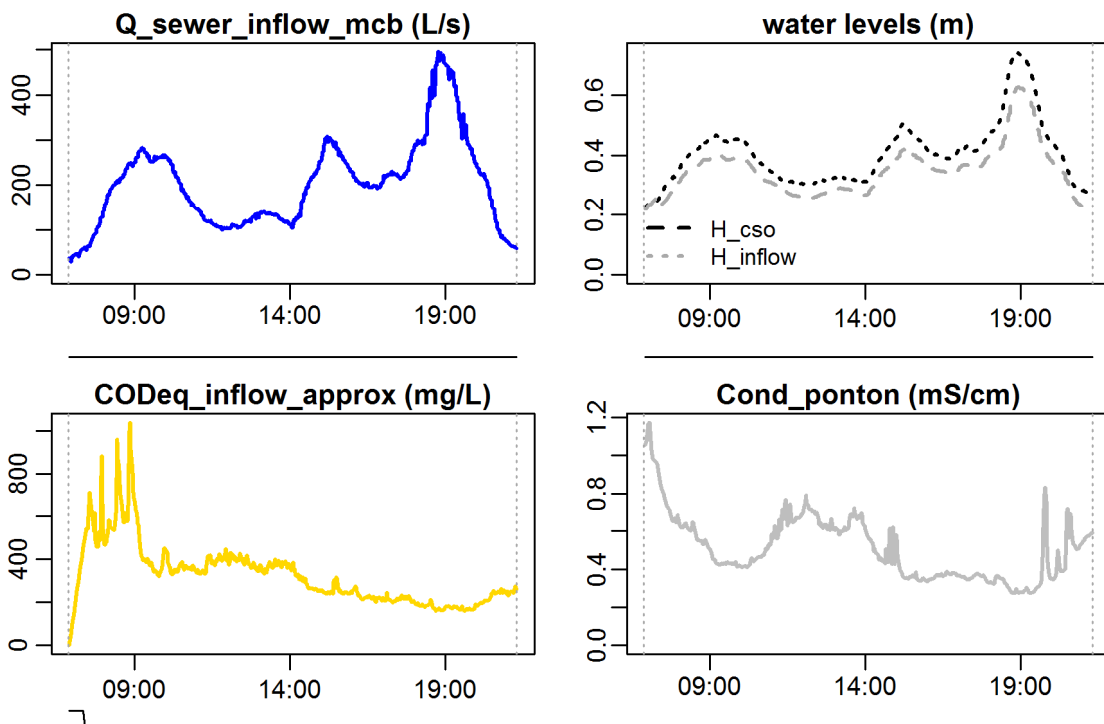 Q_sewer_inflow_mcb (L/s)
0 200 400
09:00 14:00 19:00
water levels (m)
0.0 0.2 0.4 0.6
H_cso
H_inflow
09:00 14:00 19:00
CODeq_inflow_approx (mg/L)
0 400 800
09:00 14:00 19:00
Cond_ponton (mS/cm)
0.0 0.4 0.8 1.2
09:00 14:00 19:00